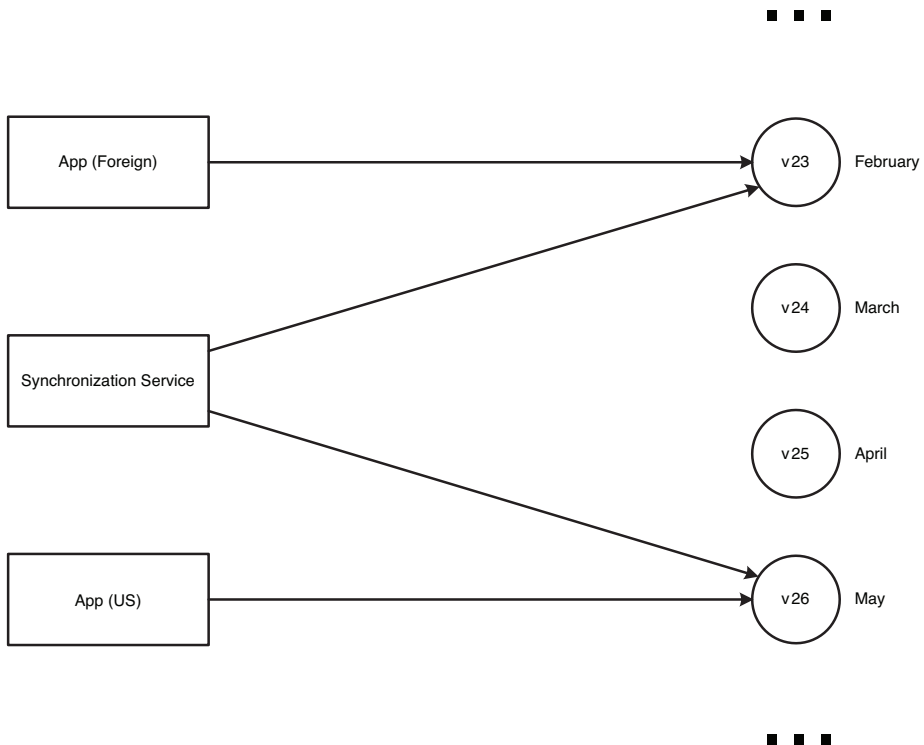 App (Foreign)
v23 February
v24 March
Synchronization Service
v25 April
App (US)
v26 May